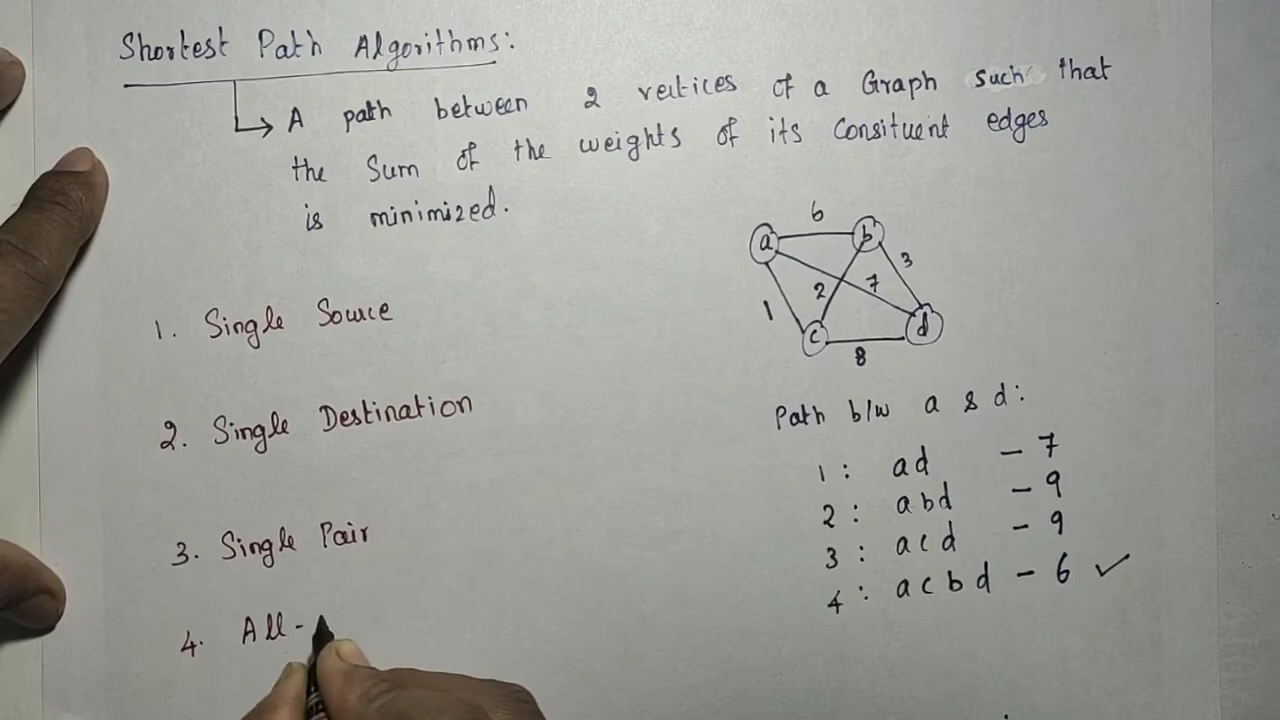 Shortest Path Algorithms:
A path between 2 vertices of a Graph such that
the Sum of the weights of its Consituent edges
is minimized.
6
a
b
3
2
7
1
c
d
8
1. Single Source
2. Single Destination
3. Single Pair
4. All-
Path b/w a & d:
1: ad - 7
2: abd - 9
3: acd - 9
4: acbd - 6 ✓